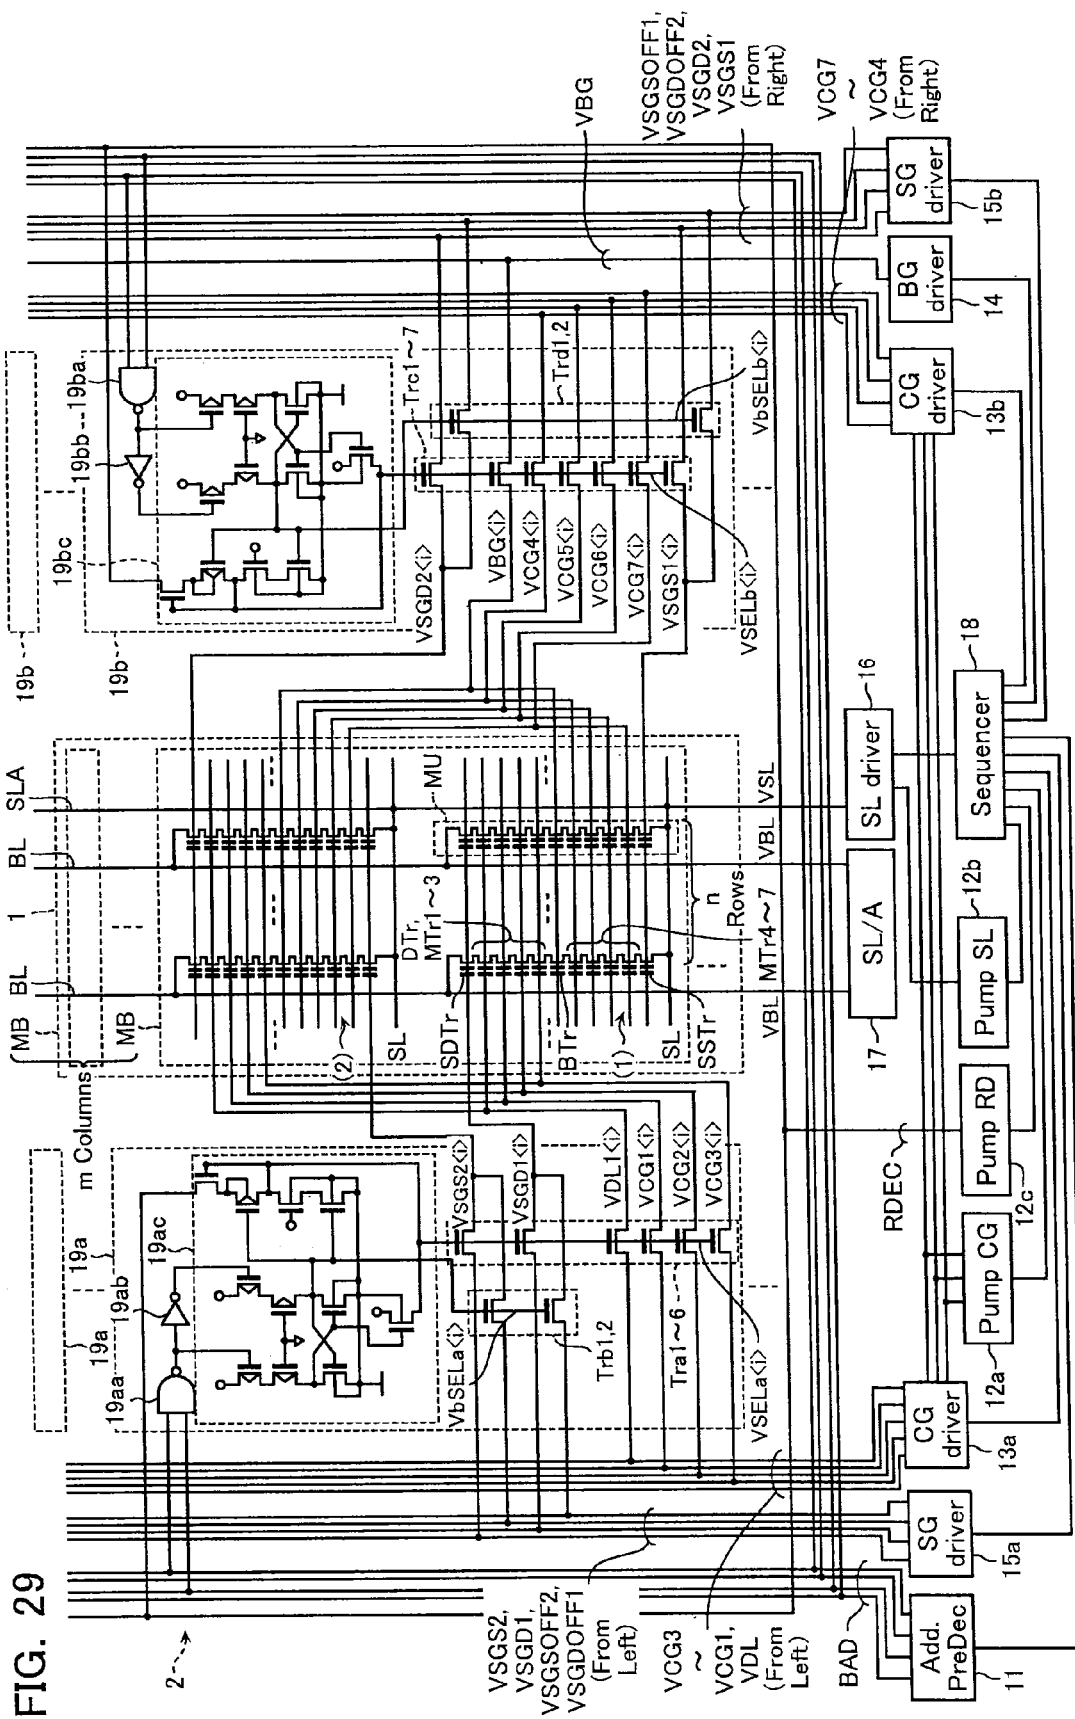 FIG. 29
m Columns
MB
MB
BL
1
BL
SLA
19a
19a
19aa
19ab
19ac
19b
19b
19bc
19bb
19ba
2
(2)
SL
SDTr
DTr,
MTr1~3
BTr
(1)
SL
SSTr
MTr4~7
MU
n
Rows
VBL
VBL
VSL
VbSELa<i>
Trb1,2
Tra1~6
VSELa<i>
VSGS2<i>
VSGD1<i>
VDL1<i>
VCG1<i>
VCG2<i>
VCG3<i>
VSGD2<i>
VBG<i>
VCG4<i>
VCG5<i>
VCG6<i>
VCG7<i>
VSGS1<i>
VSELb<i>
Trc1~7
Trd1,2
VbSELb<i>
VSGS2,
VSGD1,
VSGSOFF2,
VSGDOFF1
(From
Left)
VCG3
~
VCG1,
VDL
(From
Left)
BAD
RDEC
VBG
VSGSOFF1,
VSGDOFF2,
VSGD2,
VSGS1
(From
Right)
VCG7
~
VCG4
(From
Right)
Add.
PreDec
11
SG
driver
15a
CG
driver
13a
Pump CG
12a
Pump RD
12c
SL/A
17
Pump SL
12b
SL driver
16
Sequencer
18
CG
driver
13b
BG
driver
14
SG
driver
15b